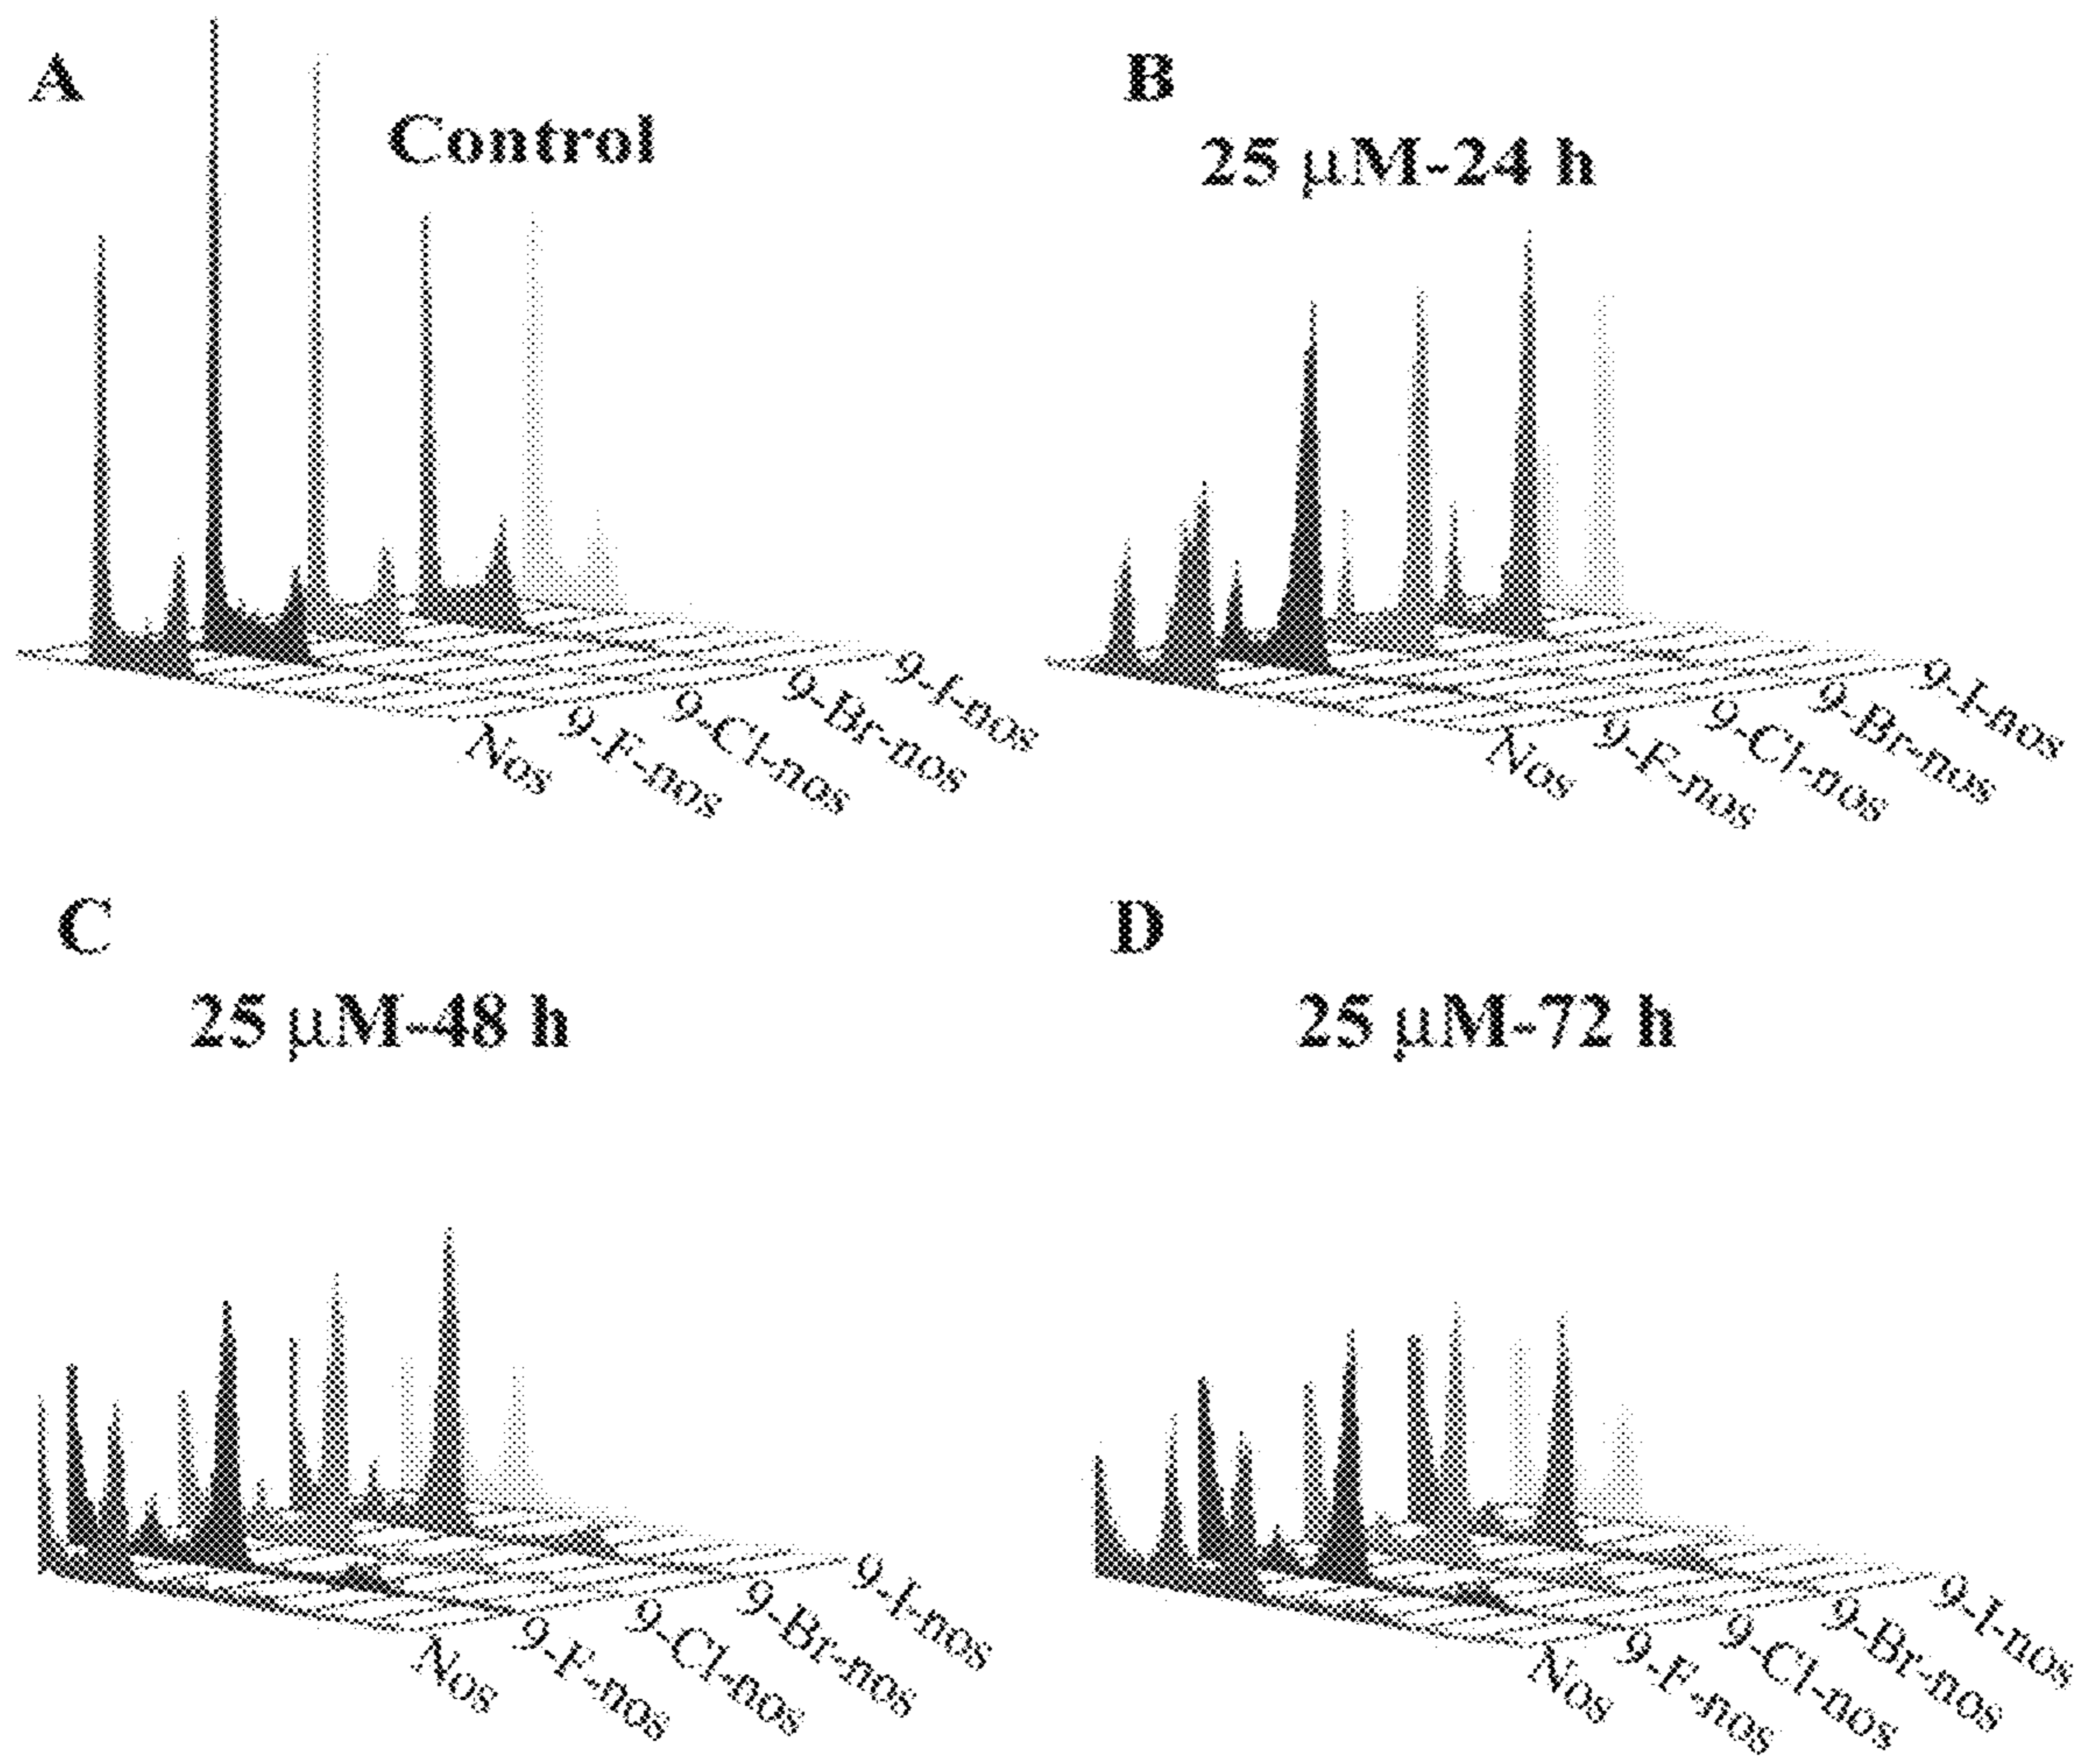 A
Control
9-I-nos
9-Br-nos
9-Cl-nos
9-F-nos
Nos
B
25 μM-24 h
9-I-nos
9-Br-nos
9-Cl-nos
9-F-nos
Nos
C
25 μM-48 h
9-I-nos
9-Br-nos
9-Cl-nos
9-F-nos
Nos
D
25 μM-72 h
9-I-nos
9-Br-nos
9-Cl-nos
9-F-nos
Nos